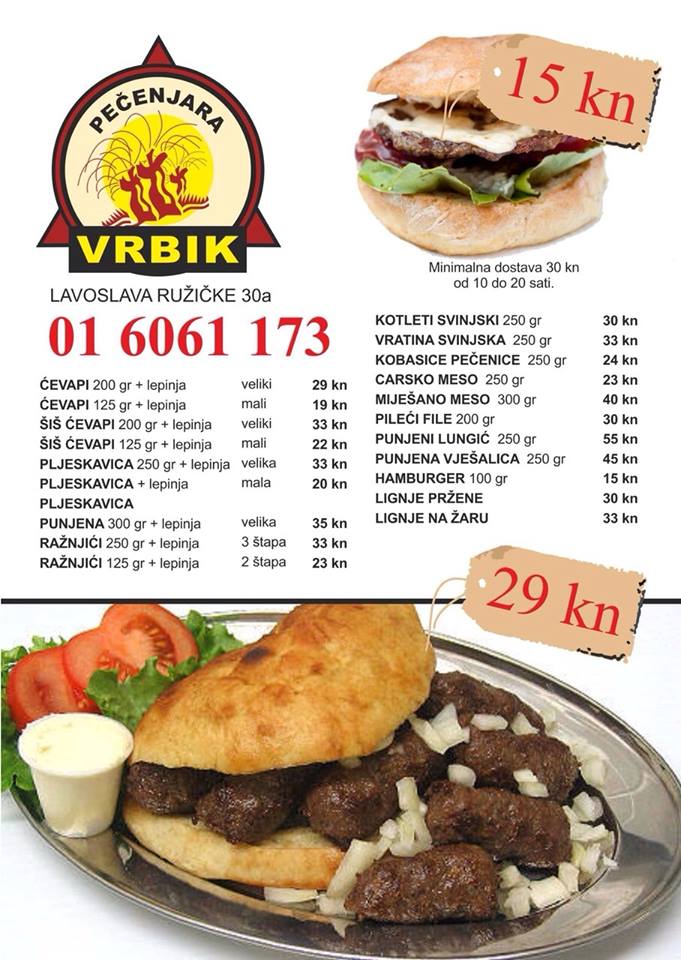 PEČENJARA
VRBIK
LAVOSLAVA RUŽIČKE 30a
01 6061 173
15 kn
Minimalna dostava 30 kn
od 10 do 20 sati.
ĆEVAPI 200 gr + lepinja veliki 29 kn
ĆEVAPI 125 gr + lepinja mali 19 kn
ŠIŠ ĆEVAPI 200 gr + lepinja veliki 33 kn
ŠIŠ ĆEVAPI 125 gr + lepinja mali 22 kn
PLJESKAVICA 250 gr + lepinja velika 33 kn
PLJESKAVICA + lepinja mala 20 kn
PLJESKAVICA
PUNJENA 300 gr + lepinja velika 35 kn
RAŽNJIĆI 250 gr + lepinja 3 štapa 33 kn
RAŽNJIĆI 125 gr + lepinja 2 štapa 23 kn
KOTLETI SVINJSKI 250 gr 30 kn
VRATINA SVINJSKA 250 gr 33 kn
KOBASICE PEČENICE 250 gr 24 kn
CARSKO MESO 250 gr 23 kn
MIJEŠANO MESO 300 gr 40 kn
PILEĆI FILE 200 gr 30 kn
PUNJENI LUNGIĆ 250 gr 55 kn
PUNJENA VJEŠALICA 250 gr 45 kn
HAMBURGER 100 gr 15 kn
LIGNJE PRŽENE 30 kn
LIGNJE NA ŽARU 33 kn
29 kn